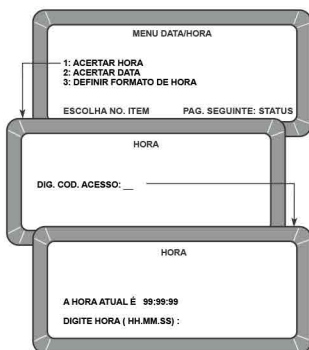 MENU DATA/HORA
1: ACERTAR HORA
2: ACERTAR DATA
3: DEFINIR FORMATO DE HORA
ESCOLHA NO. ITEM PAG. SEGUINTE: STATUS
HORA
DIG. COD. ACESSO: __
HORA
A HORA ATUAL É 99:99:99
DIGITE HORA ( HH.MM.SS) :